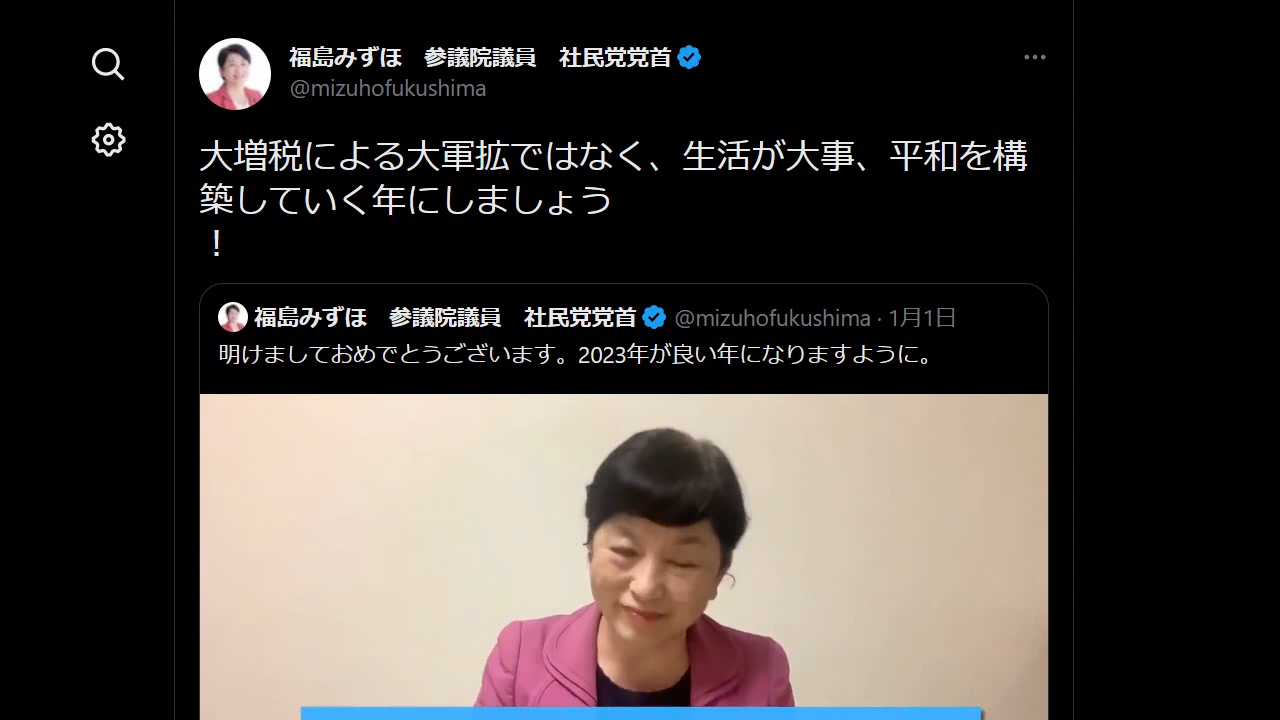 福島みずほ　参議院議員　社民党党首
@mizuhofukushima
大増税による大軍拡ではなく、生活が大事、平和を構
築していく年にしましょう
！
福島みずほ　参議院議員　社民党党首 @mizuhofukushima · 1月1日
明けましておめでとうございます。2023年が良い年になりますように。